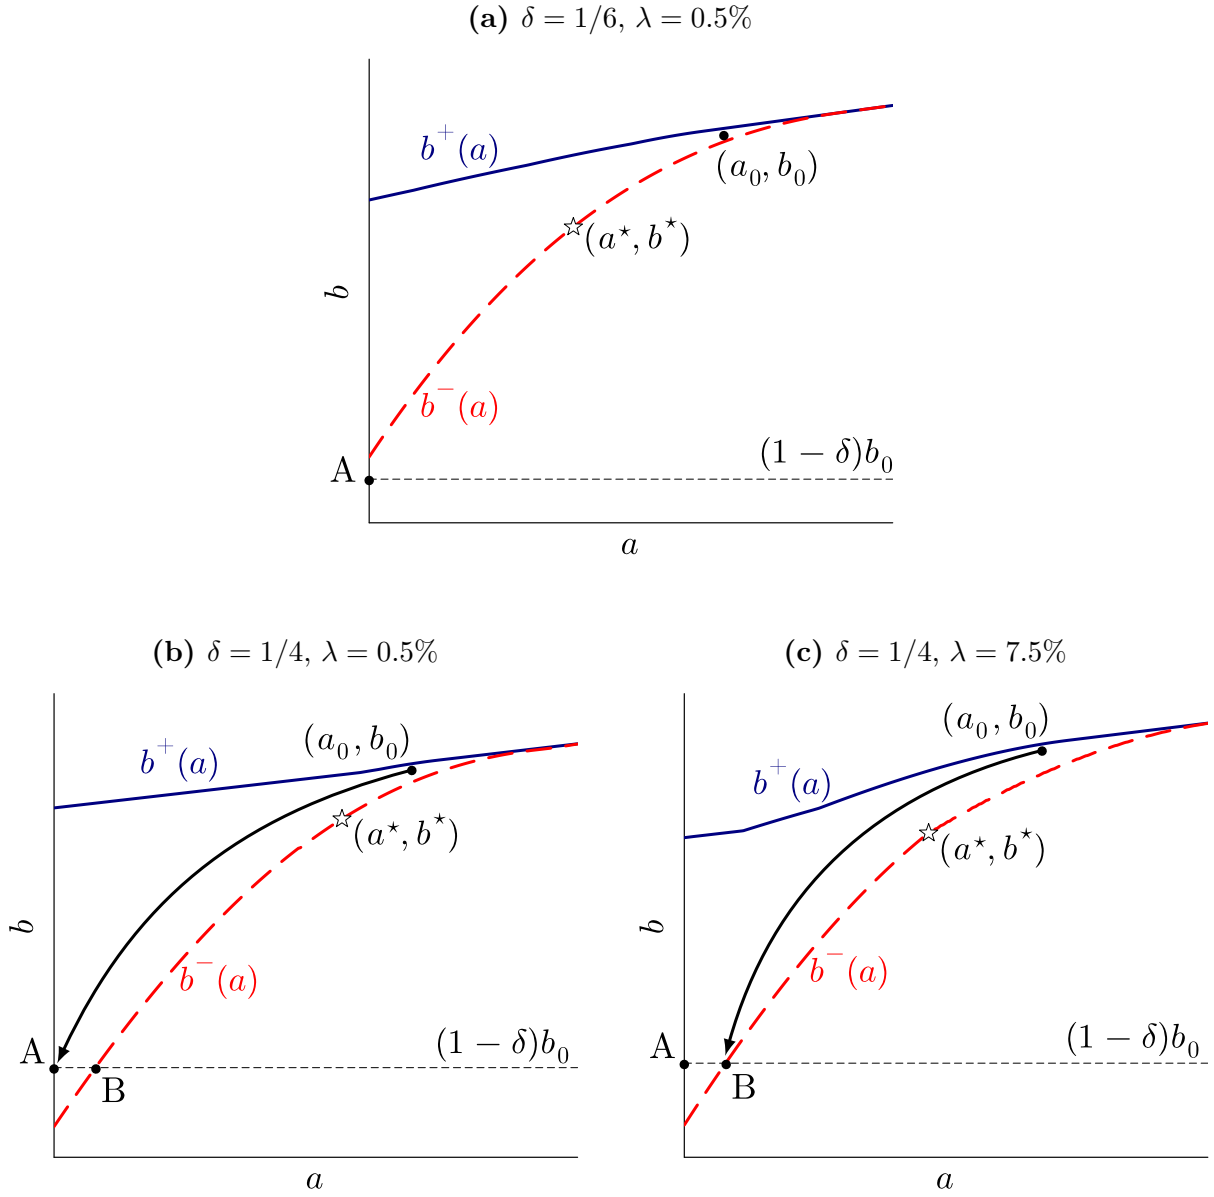 (a) δ = 1/6, λ = 0.5%
b⁺(a)
(a₀, b₀)
(a⋆, b⋆)
b
b⁻(a)
(1 − δ)b₀
A
a
(b) δ = 1/4, λ = 0.5%
(a₀, b₀)
b⁺(a)
(a⋆, b⋆)
b
b⁻(a)
(1 − δ)b₀
A
B
a
(c) δ = 1/4, λ = 7.5%
(a₀, b₀)
b⁺(a)
(a⋆, b⋆)
b
b⁻(a)
(1 − δ)b₀
A
B
a